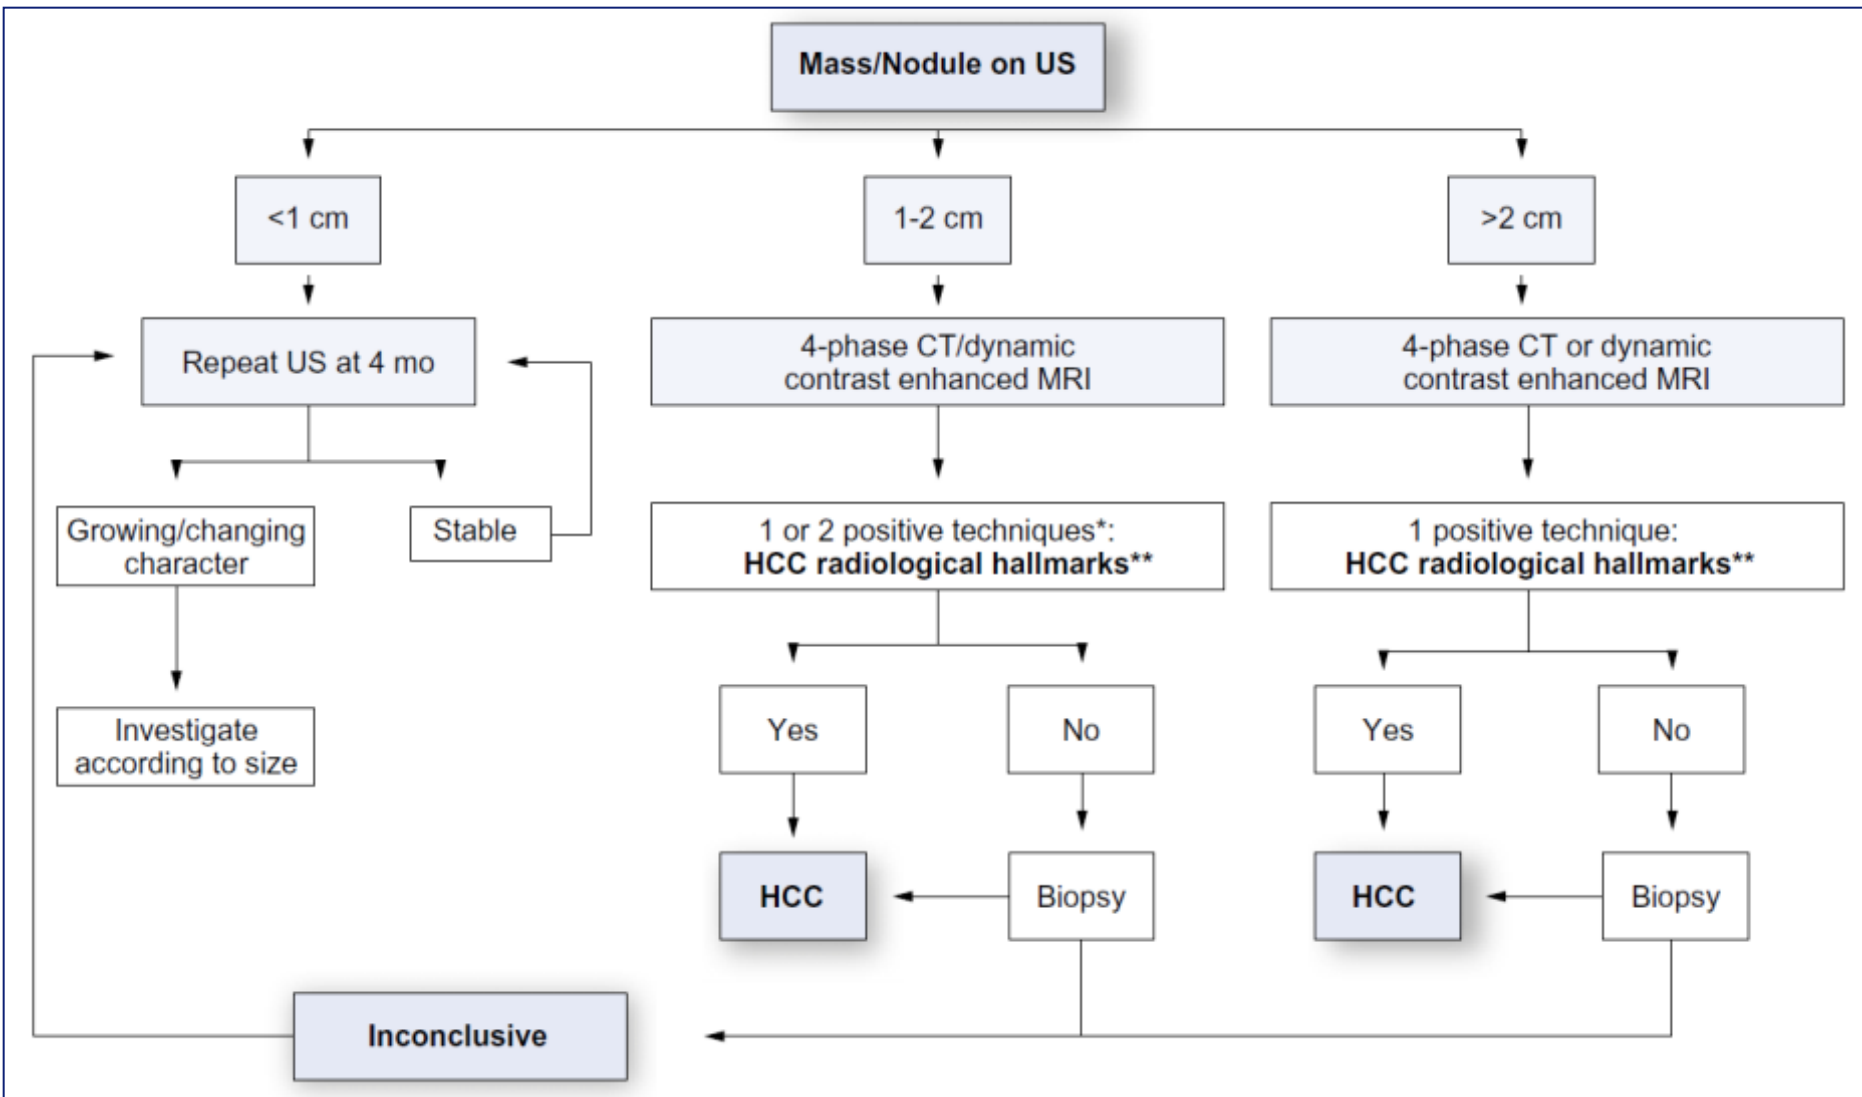 Mass/Nodule on US
<1 cm
1-2 cm
>2 cm
Repeat US at 4 mo
4-phase CT/dynamic
contrast enhanced MRI
4-phase CT or dynamic
contrast enhanced MRI
Growing/changing
character
Stable
1 or 2 positive techniques*:
HCC radiological hallmarks**
1 positive technique:
HCC radiological hallmarks**
Investigate
according to size
Yes
No
Yes
No
HCC
Biopsy
HCC
Biopsy
Inconclusive